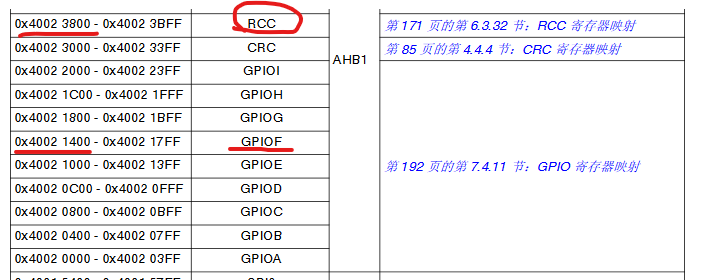 0x4002 3800 - 0x4002 3BFF RCC 第 171 页的第 6.3.32 节：RCC 寄存器映射
0x4002 3000 - 0x4002 33FF CRC 第 85 页的第 4.4.4 节：CRC 寄存器映射
0x4002 2000 - 0x4002 23FF GPIOI AHB1
0x4002 1C00 - 0x4002 1FFF GPIOH
0x4002 1800 - 0x4002 1BFF GPIOG
0x4002 1400 - 0x4002 17FF GPIOF
0x4002 1000 - 0x4002 13FF GPIOE 第 192 页的第 7.4.11 节：GPIO 寄存器映射
0x4002 0C00 - 0x4002 0FFF GPIOD
0x4002 0800 - 0x4002 0BFF GPIOC
0x4002 0400 - 0x4002 07FF GPIOB
0x4002 0000 - 0x4002 03FF GPIOA